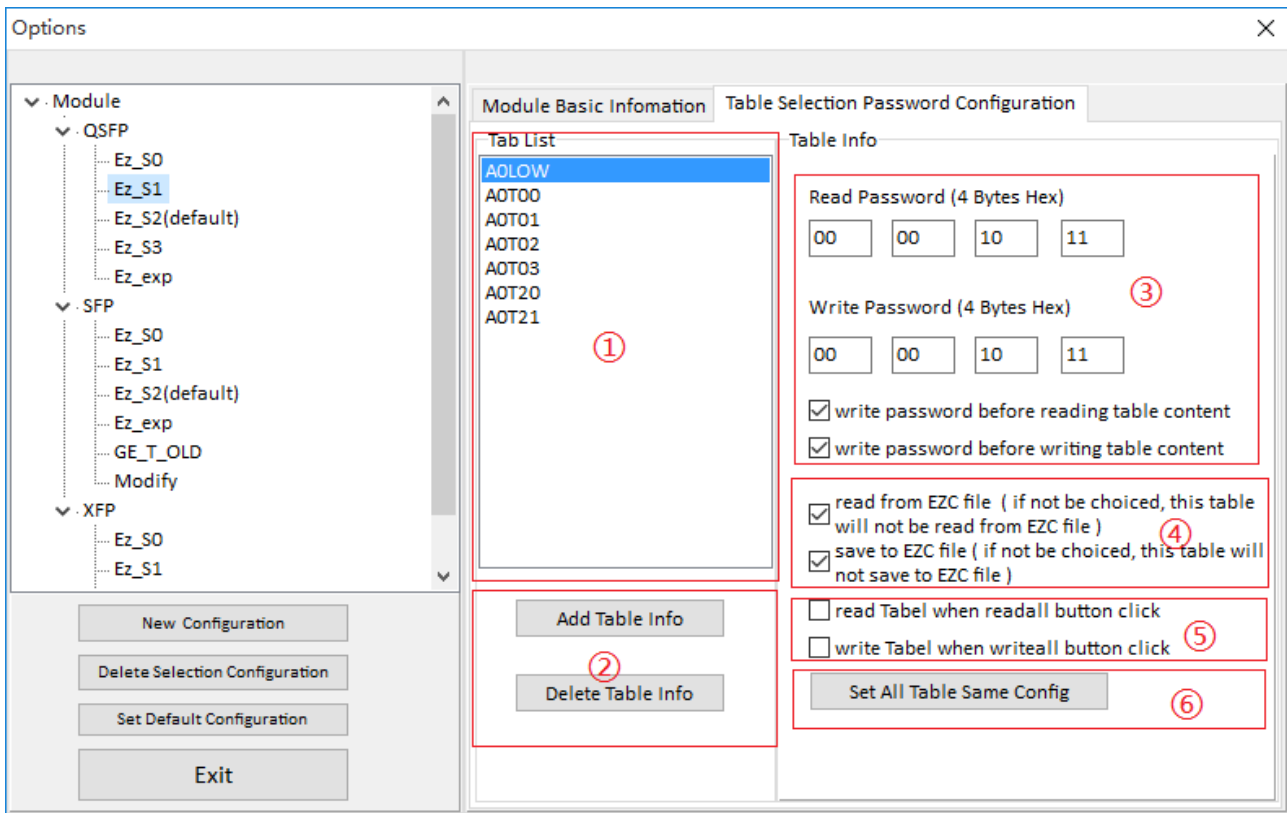 Options
Module
QSFP
Ez_S0
Ez_S1
Ez_S2(default)
Ez_S3
Ez_exp
SFP
Ez_S0
Ez_S1
Ez_S2(default)
Ez_exp
GE_T_OLD
Modify
XFP
Ez_S0
Ez_S1
New Configuration
Delete Selection Configuration
Set Default Configuration
Exit
Module Basic Infomation
Table Selection Password Configuration
Tab List
A0LOW
A0T00
A0T01
A0T02
A0T03
A0T20
A0T21
①
Add Table Info
②
Delete Table Info
Table Info
Read Password (4 Bytes Hex)
00 00 10 11
③
Write Password (4 Bytes Hex)
00 00 10 11
write password before reading table content
write password before writing table content
read from EZC file ( if not be choiced, this table
will not be read from EZC file )
④
save to EZC file ( if not be choiced, this table will
not save to EZC file )
read Tabel when readall button click
⑤
write Tabel when writeall button click
Set All Table Same Config
⑥